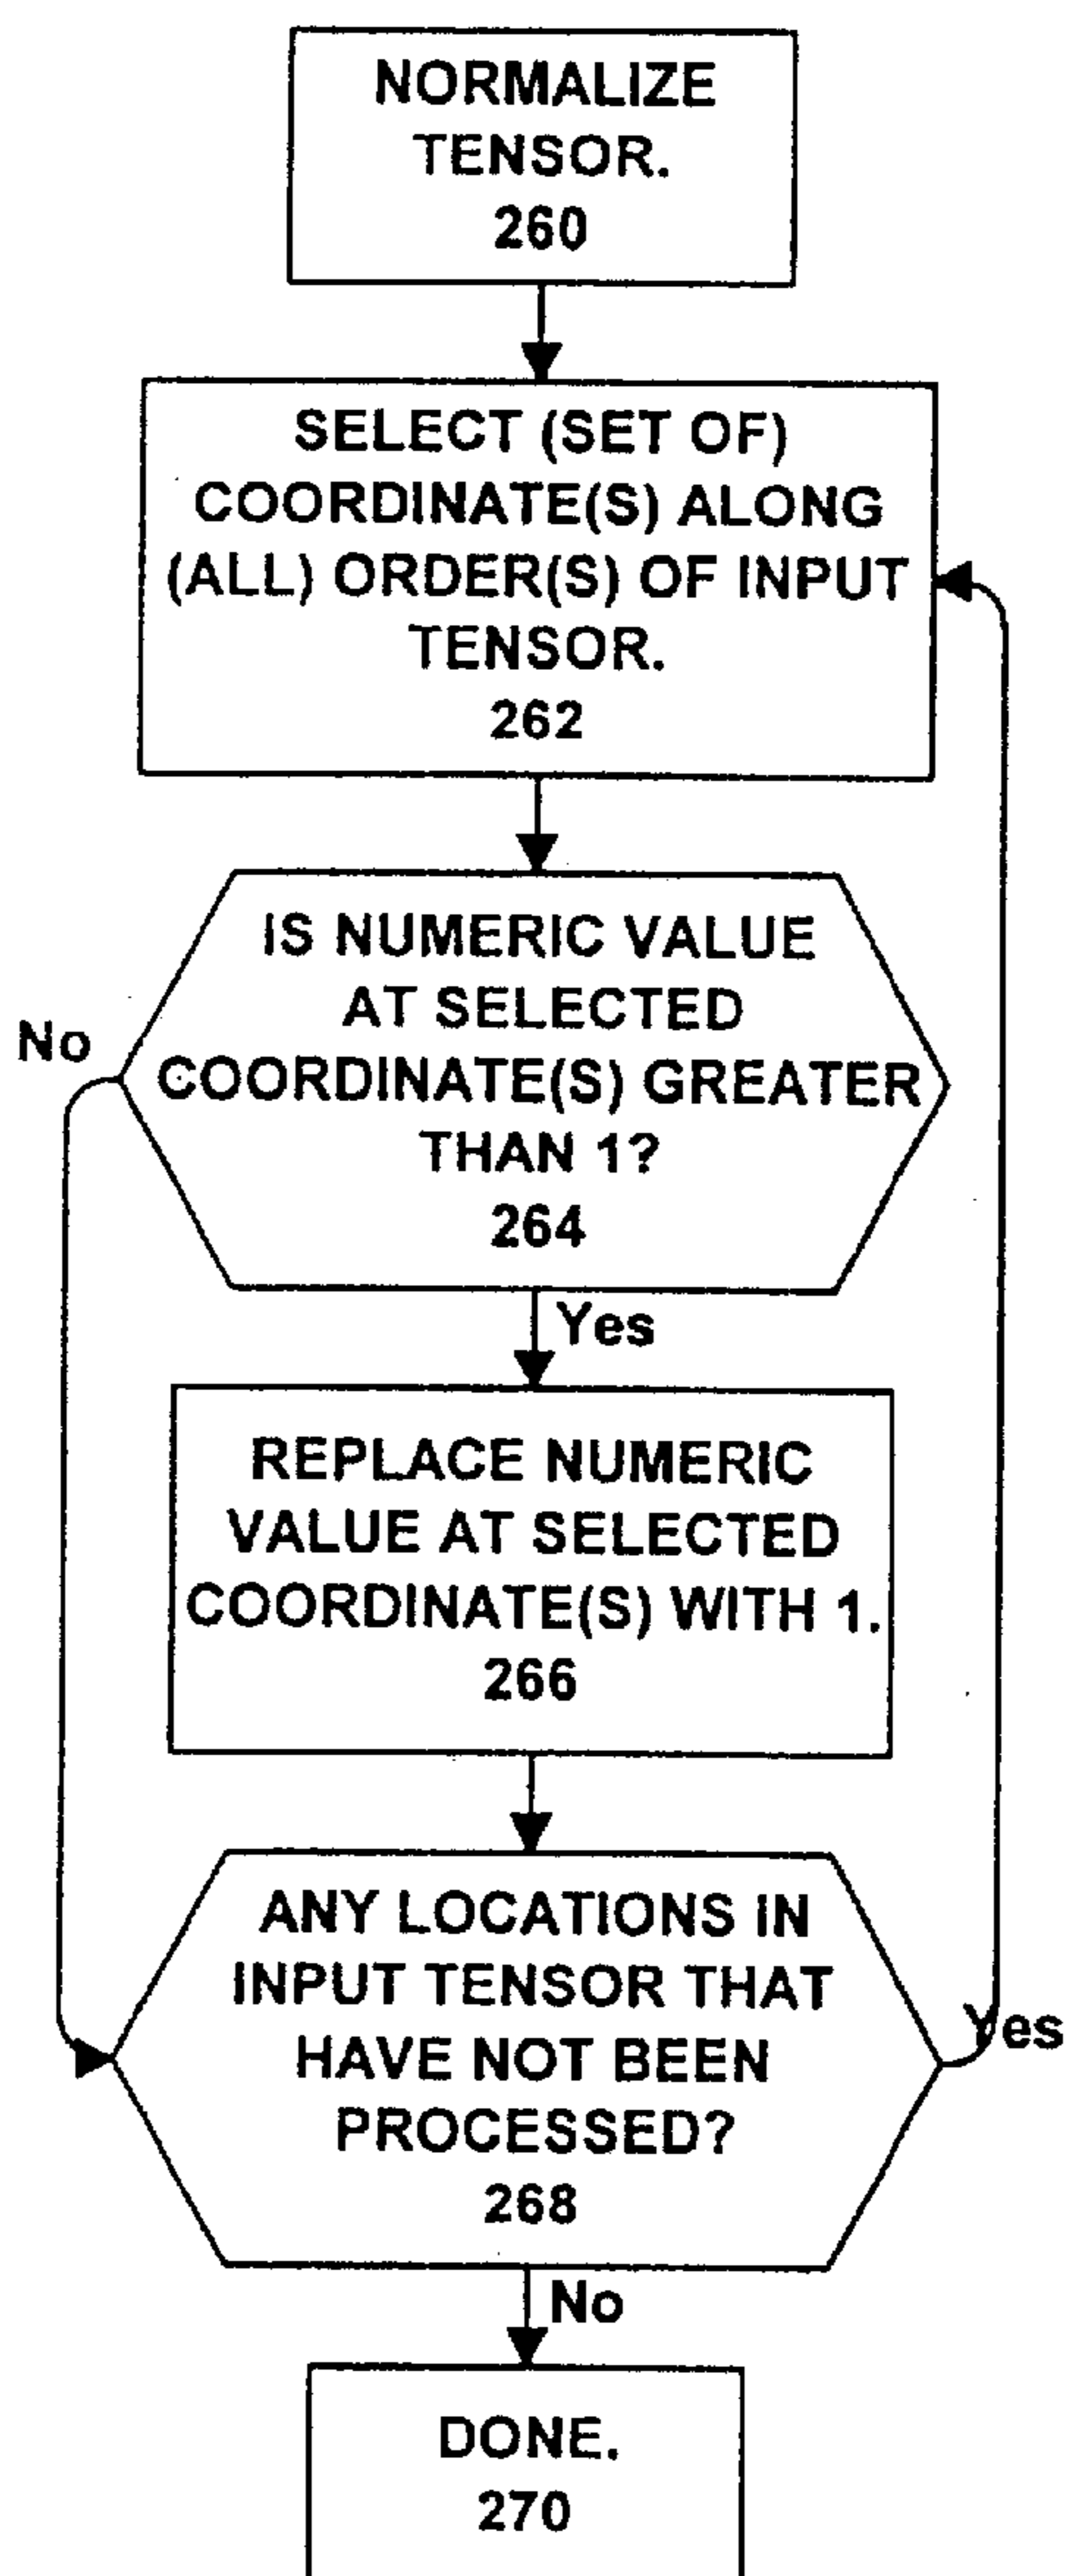 NORMALIZE
TENSOR.
260
SELECT (SET OF)
COORDINATE(S) ALONG
(ALL) ORDER(S) OF INPUT
TENSOR.
262
IS NUMERIC VALUE
AT SELECTED
COORDINATE(S) GREATER
THAN 1?
264
No
Yes
REPLACE NUMERIC
VALUE AT SELECTED
COORDINATE(S) WITH 1.
266
ANY LOCATIONS IN
INPUT TENSOR THAT
HAVE NOT BEEN
PROCESSED?
268
Yes
No
DONE.
270